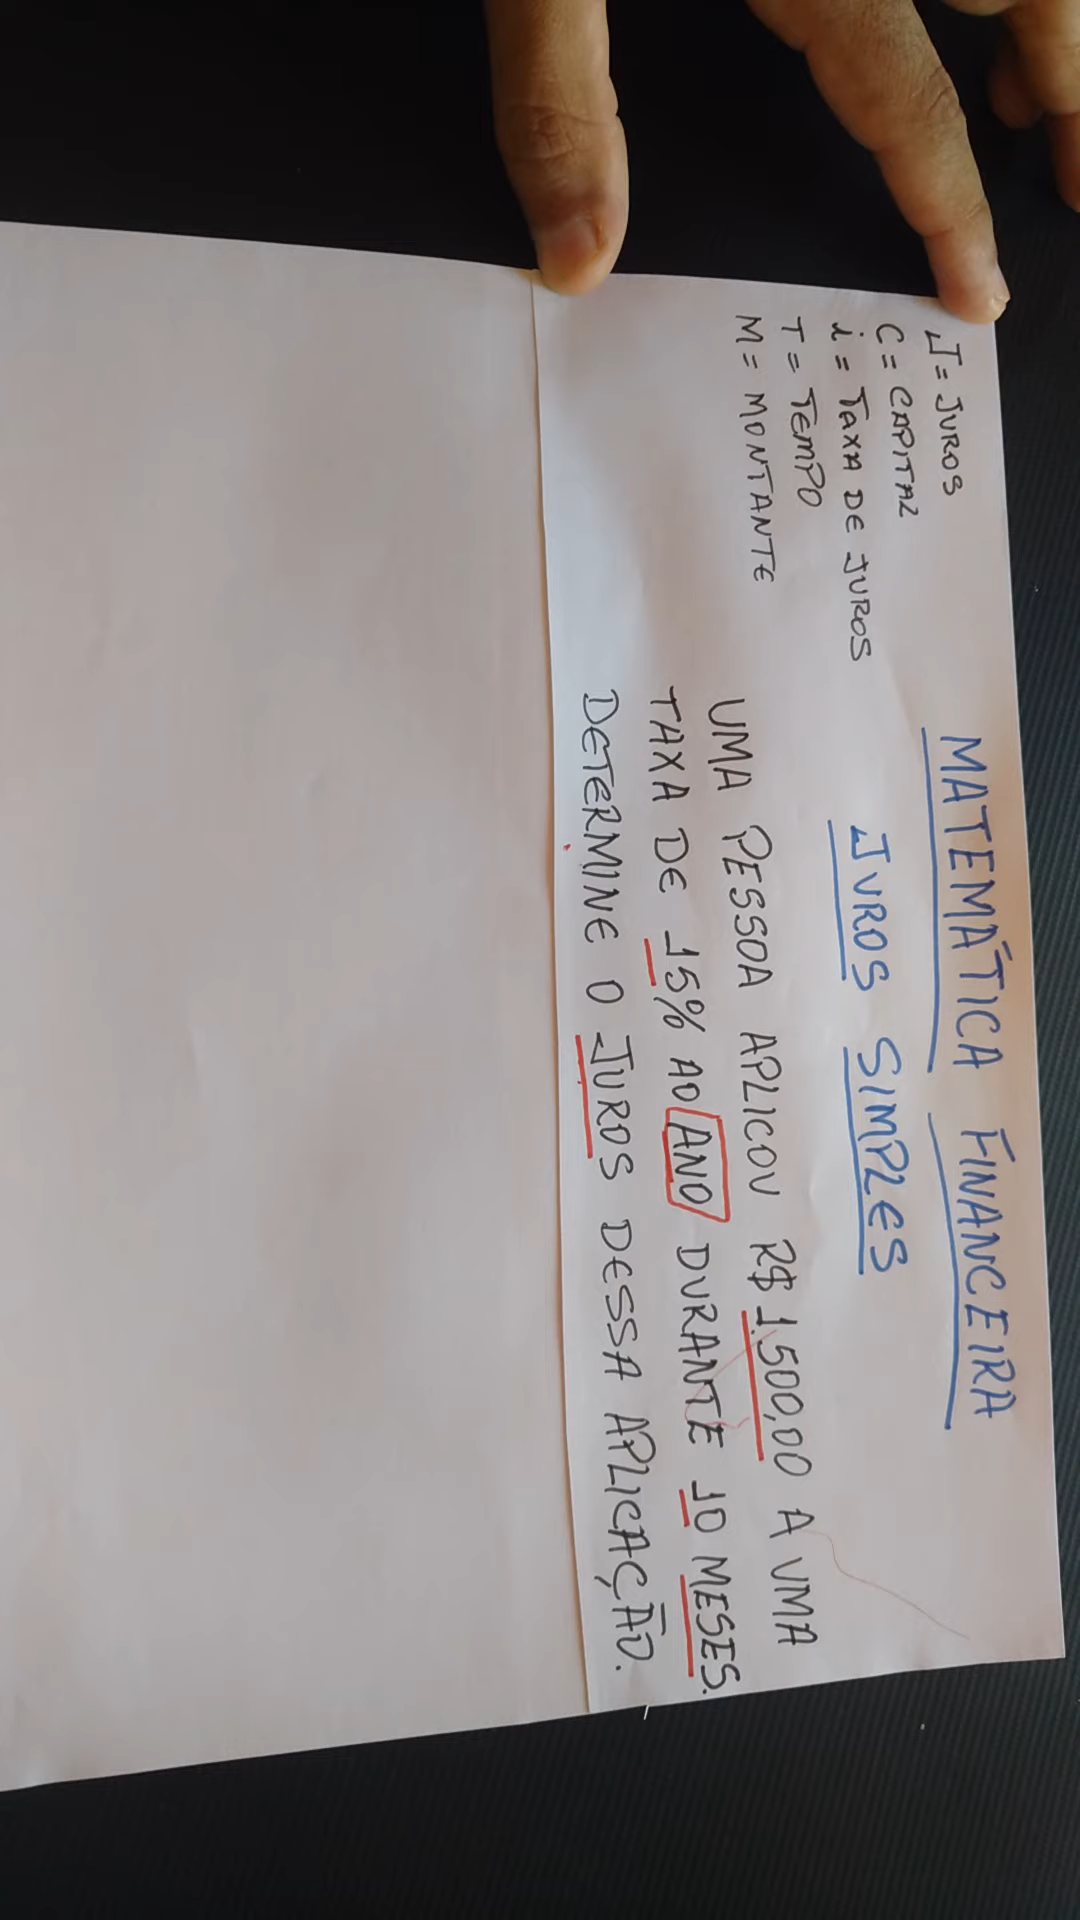 MATEMÁTICA FINANCEIRA
JUROS SIMPLES
J = JUROS
C = CAPITAL
i = TAXA DE JUROS
T = TEMPO
M = MONTANTE
UMA PESSOA APLICOU R$ 1.500,00 A UMA
TAXA DE 15% AO ANO DURANTE 10 MESES.
DETERMINE O JUROS DESSA APLICAÇÃO.